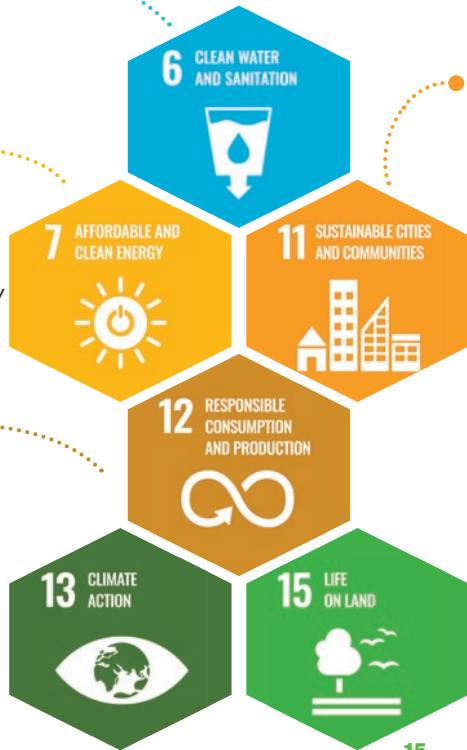 6 CLEAN WATER
AND SANITATION
7 AFFORDABLE AND
CLEAN ENERGY
11 SUSTAINABLE CITIES
AND COMMUNITIES
12 RESPONSIBLE
CONSUMPTION
AND PRODUCTION
13 CLIMATE
ACTION
15 LIFE
ON LAND
15